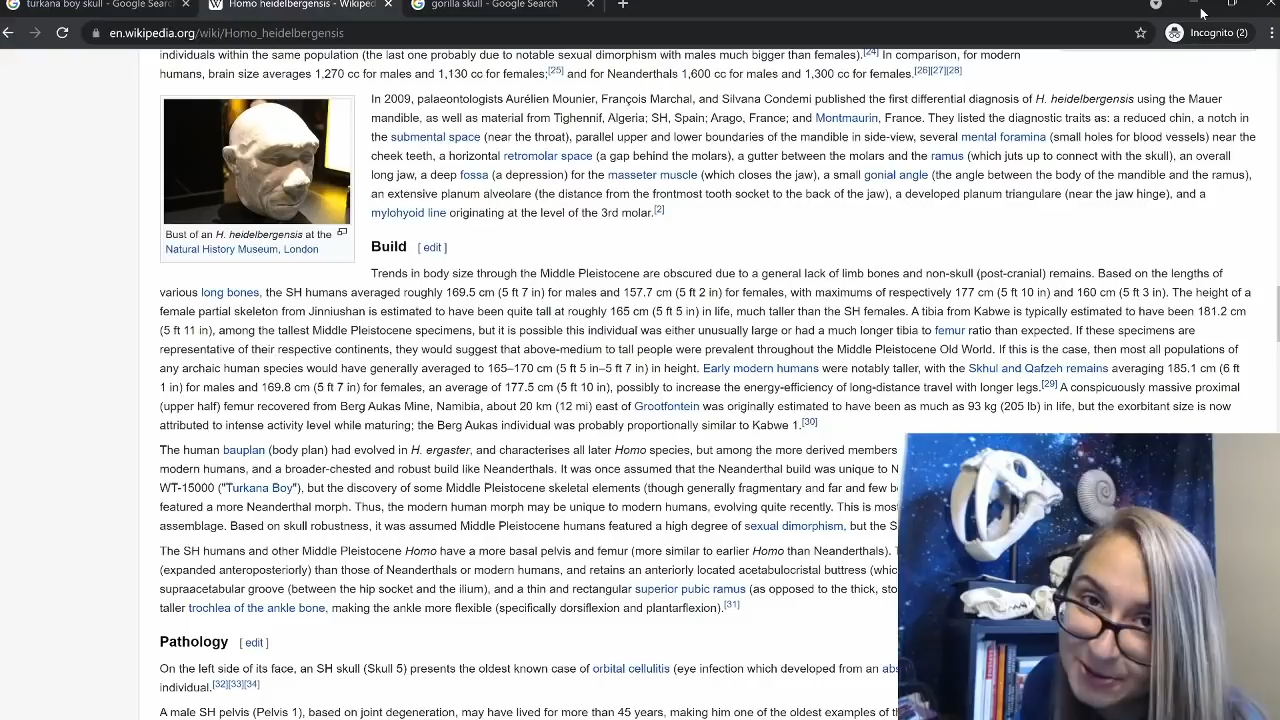 turkana boy skull - Google Search
Homo heidelbergensis - Wikiped
gorilla skull - Google Search
en.wikipedia.org/wiki/Homo_heidelbergensis
Incognito (2)
individuals within the same population (the last one probably due to notable sexual dimorphism with males much bigger than females).[24] In comparison, for modern
humans, brain size averages 1,270 cc for males and 1,130 cc for females;[25] and for Neanderthals 1,600 cc for males and 1,300 cc for females.[26][27][28]
In 2009, palaeontologists Aurélien Mounier, François Marchal, and Silvana Condemi published the first differential diagnosis of H. heidelbergensis using the Mauer
mandible, as well as material from Tighennif, Algeria; SH, Spain; Arago, France; and Montmaurin, France. They listed the diagnostic traits as: a reduced chin, a notch in
the submental space (near the throat), parallel upper and lower boundaries of the mandible in side-view, several mental foramina (small holes for blood vessels) near the
cheek teeth, a horizontal retromolar space (a gap behind the molars), a gutter between the molars and the ramus (which juts up to connect with the skull), an overall
long jaw, a deep fossa (a depression) for the masseter muscle (which closes the jaw), a small gonial angle (the angle between the body of the mandible and the ramus),
an extensive planum alveolare (the distance from the frontmost tooth socket to the back of the jaw), a developed planum triangulare (near the jaw hinge), and a
mylohyoid line originating at the level of the 3rd molar.[2]
Bust of an H. heidelbergensis at the
Natural History Museum, London
Build [ edit ]
Trends in body size through the Middle Pleistocene are obscured due to a general lack of limb bones and non-skull (post-cranial) remains. Based on the lengths of
various long bones, the SH humans averaged roughly 169.5 cm (5 ft 7 in) for males and 157.7 cm (5 ft 2 in) for females, with maximums of respectively 177 cm (5 ft 10 in) and 160 cm (5 ft 3 in). The height of a
female partial skeleton from Jinniushan is estimated to have been quite tall at roughly 165 cm (5 ft 5 in) in life, much taller than the SH females. A tibia from Kabwe is typically estimated to have been 181.2 cm
(5 ft 11 in), among the tallest Middle Pleistocene specimens, but it is possible this individual was either unusually large or had a much longer tibia to femur ratio than expected. If these specimens are
representative of their respective continents, they would suggest that above-medium to tall people were prevalent throughout the Middle Pleistocene Old World. If this is the case, then most all populations of
any archaic human species would have generally averaged to 165–170 cm (5 ft 5 in–5 ft 7 in) in height. Early modern humans were notably taller, with the Skhul and Qafzeh remains averaging 185.1 cm (6 ft
1 in) for males and 169.8 cm (5 ft 7 in) for females, an average of 177.5 cm (5 ft 10 in), possibly to increase the energy-efficiency of long-distance travel with longer legs.[29] A conspicuously massive proximal
(upper half) femur recovered from Berg Aukas Mine, Namibia, about 20 km (12 mi) east of Grootfontein was originally estimated to have been as much as 93 kg (205 lb) in life, but the exorbitant size is now
attributed to intense activity level while maturing; the Berg Aukas individual was probably proportionally similar to Kabwe 1.[30]
The human bauplan (body plan) had evolved in H. ergaster, and characterises all later Homo species, but among the more derived members
modern humans, and a broader-chested and robust build like Neanderthals. It was once assumed that the Neanderthal build was unique to N
WT-15000 ("Turkana Boy"), but the discovery of some Middle Pleistocene skeletal elements (though generally fragmentary and far and few b
featured a more Neanderthal morph. Thus, the modern human morph may be unique to modern humans, evolving quite recently. This is mos
assemblage. Based on skull robustness, it was assumed Middle Pleistocene humans featured a high degree of sexual dimorphism, but the S
The SH humans and other Middle Pleistocene Homo have a more basal pelvis and femur (more similar to earlier Homo than Neanderthals).
(expanded anteroposteriorly) than those of Neanderthals or modern humans, and retains an anteriorly located acetabulocristal buttress (whic
supraacetabular groove (between the hip socket and the ilium), and a thin and rectangular superior pubic ramus (as opposed to the thick, sto
taller trochlea of the ankle bone, making the ankle more flexible (specifically dorsiflexion and plantarflexion).[31]
Pathology [ edit ]
On the left side of its face, an SH skull (Skull 5) presents the oldest known case of orbital cellulitis (eye infection which developed from an abs
individual.[32][33][34]
A male SH pelvis (Pelvis 1), based on joint degeneration, may have lived for more than 45 years, making him one of the oldest examples of t